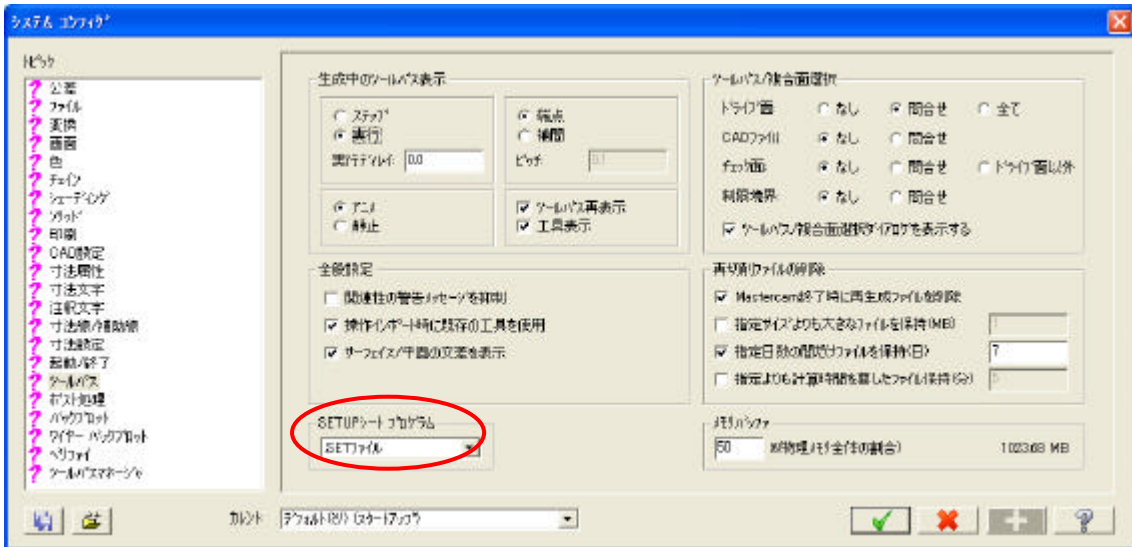 システム コンフィグ
トピック
公差
ファイル
変換
画面
色
チェイン
シェーディング
ソリッド
印刷
CAD設定
寸法属性
寸法文字
注釈文字
寸法線/補助線
寸法設定
起動/終了
ツールパス
ポスト処理
バックプロット
ワイヤー バックプロット
ベリファイ
ツールパスマネージャ
生成中のツールパス表示
ステップ
実行
実行ディレイ: 0.0
端点
補間
ピッチ: 0.1
アニメ
静止
ツールパス再表示
工具表示
全般設定
関連性の警告メッセージを抑制
操作インポート時に既存の工具を使用
サーフェイス/平面の交差を表示
SETUPシート プログラム
.SETファイル
ツールパス/複合面選択
ドライブ面 なし 問合せ 全て
CADファイル なし 問合せ
チェック面 なし 問合せ ドライブ面以外
制限境界 なし 問合せ
ツールパス/複合面選択ダイアログを表示する
再切削ファイルの削除
Mastercam終了時に再生成ファイルを削除
指定サイズよりも大きなファイルを保持(MB)
指定日数の間だけファイルを保持(日) 7
指定よりも計算時間を要したファイル保持(分)
メモリバッファ
50 %(物理メモリ全体の割合) 1023.68 MB
カレント デフォルト(ミリ) (スタートアップ)